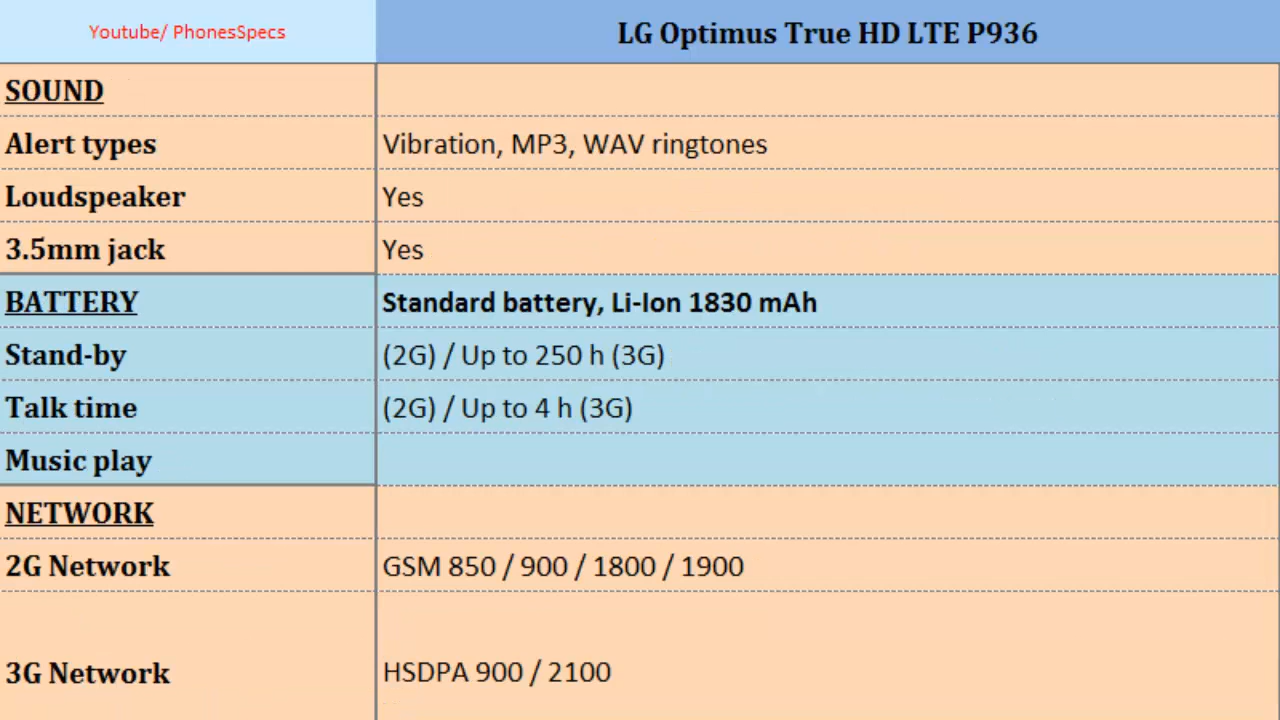 Youtube/ PhonesSpecs LG Optimus True HD LTE P936
SOUND
Alert types Vibration, MP3, WAV ringtones
Loudspeaker Yes
3.5mm jack Yes
BATTERY Standard battery, Li-Ion 1830 mAh
Stand-by (2G) / Up to 250 h (3G)
Talk time (2G) / Up to 4 h (3G)
Music play
NETWORK
2G Network GSM 850 / 900 / 1800 / 1900
3G Network HSDPA 900 / 2100